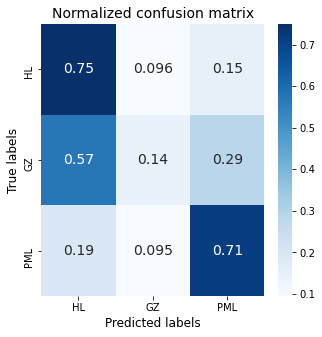 Normalized confusion matrix
True labels
HL 0.75 0.096 0.15
GZ 0.57 0.14 0.29
PML 0.19 0.095 0.71
HL GZ PML
Predicted labels
0.7
0.6
0.5
0.4
0.3
0.2
0.1